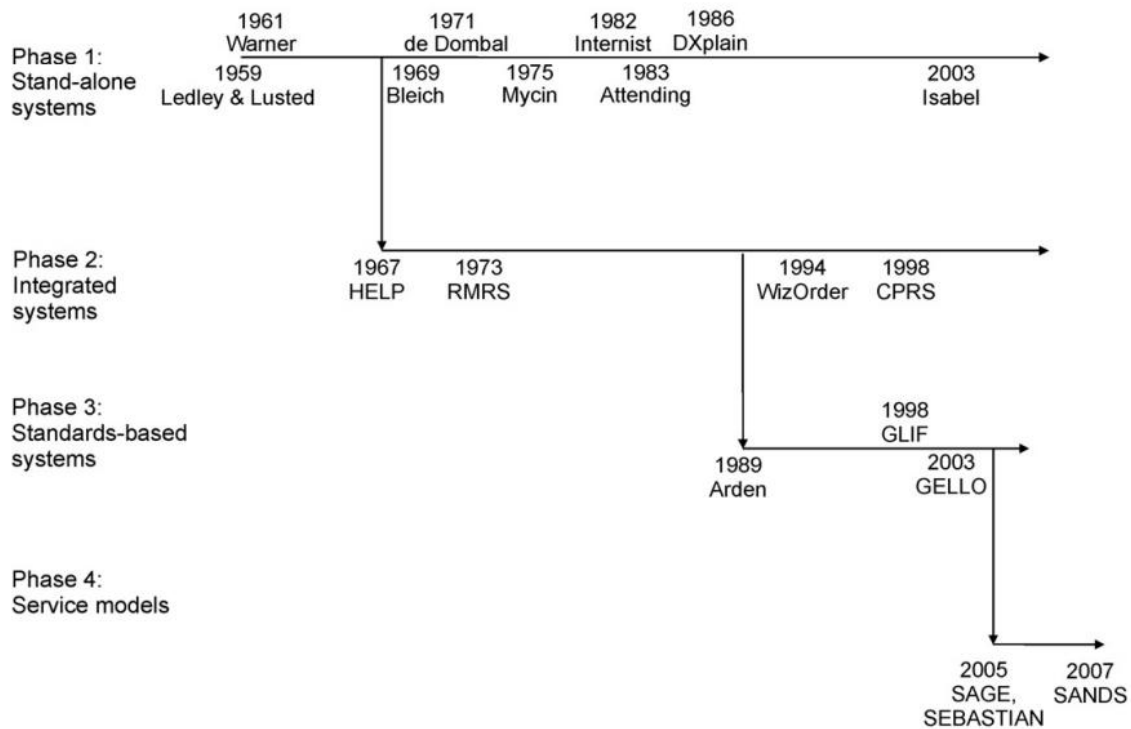 1961
Warner
1971
de Dombal
1982
Internist
1986
DXplain
Phase 1:
Stand-alone
systems
1959
Ledley & Lusted
1969
Bleich
1975
Mycin
1983
Attending
2003
Isabel
Phase 2:
Integrated
systems
1967
HELP
1973
RMRS
1994
WizOrder
1998
CPRS
Phase 3:
Standards-based
systems
1998
GLIF
1989
Arden
2003
GELLO
Phase 4:
Service models
2005
SAGE,
SEBASTIAN
2007
SANDS